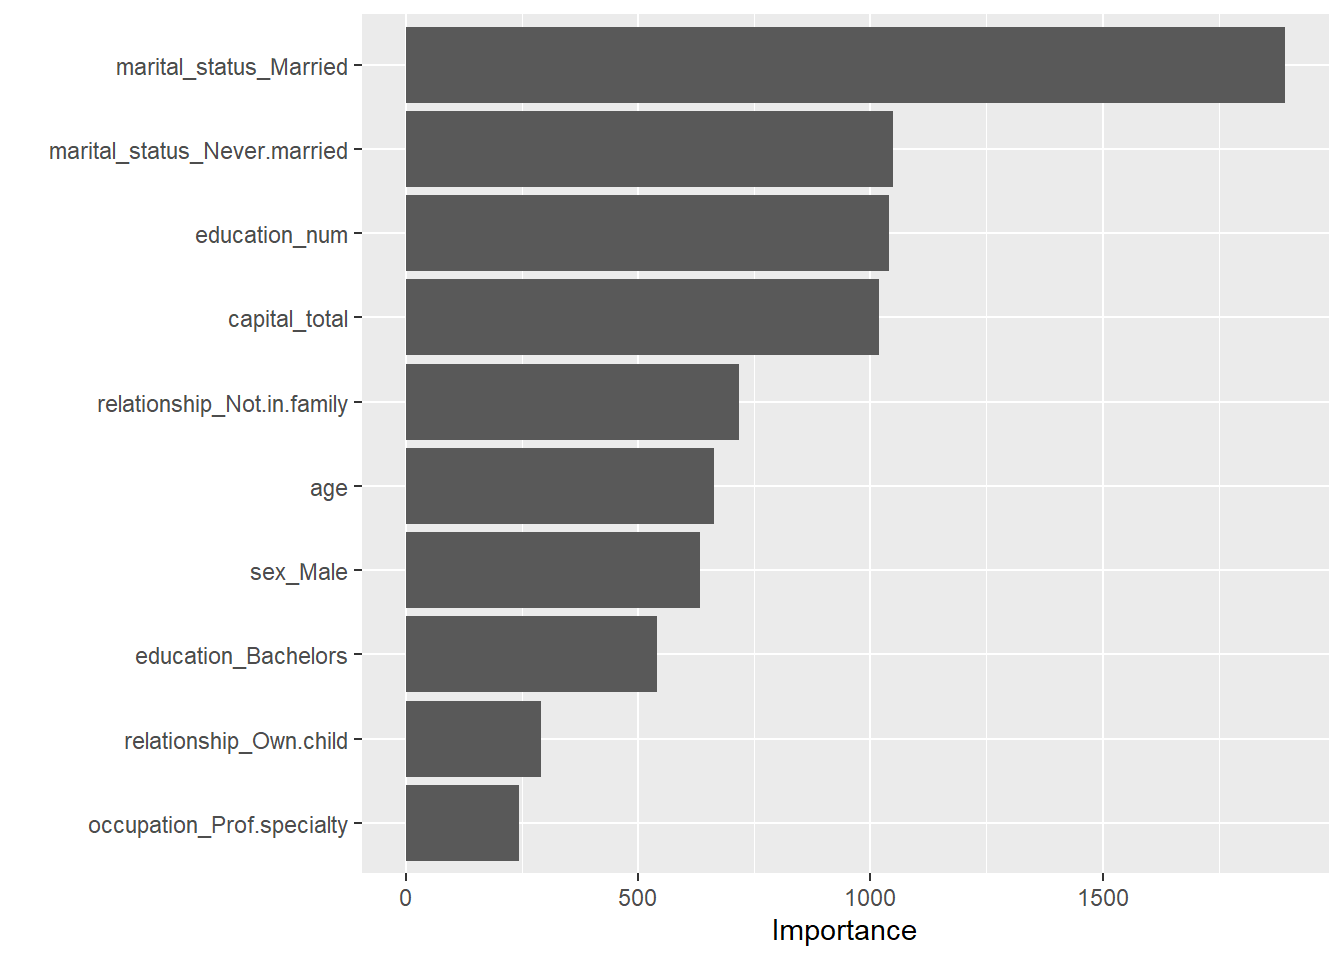 marital_status_Married
marital_status_Never.married
education_num
capital_total
relationship_Not.in.family
age
sex_Male
education_Bachelors
relationship_Own.child
occupation_Prof.specialty
0 500 1000 1500
Importance